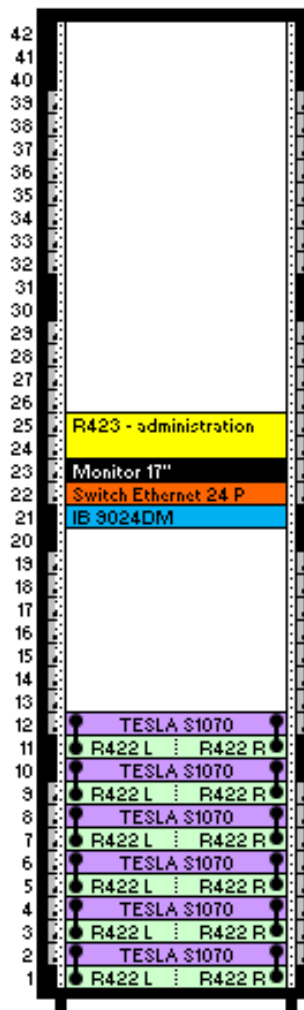 42
41
40
39
38
37
36
35
34
33
32
31
30
29
28
27
26
25 R423 - administration
24
23 Monitor 17"
22 Switch Ethernet 24 P
21 IB 9024DM
20
19
18
17
16
15
14
13
12 TESLA S1070
11 R422 L R422 R
10 TESLA S1070
9 R422 L R422 R
8 TESLA S1070
7 R422 L R422 R
6 TESLA S1070
5 R422 L R422 R
4 TESLA S1070
3 R422 L R422 R
2 TESLA S1070
1 R422 L R422 R